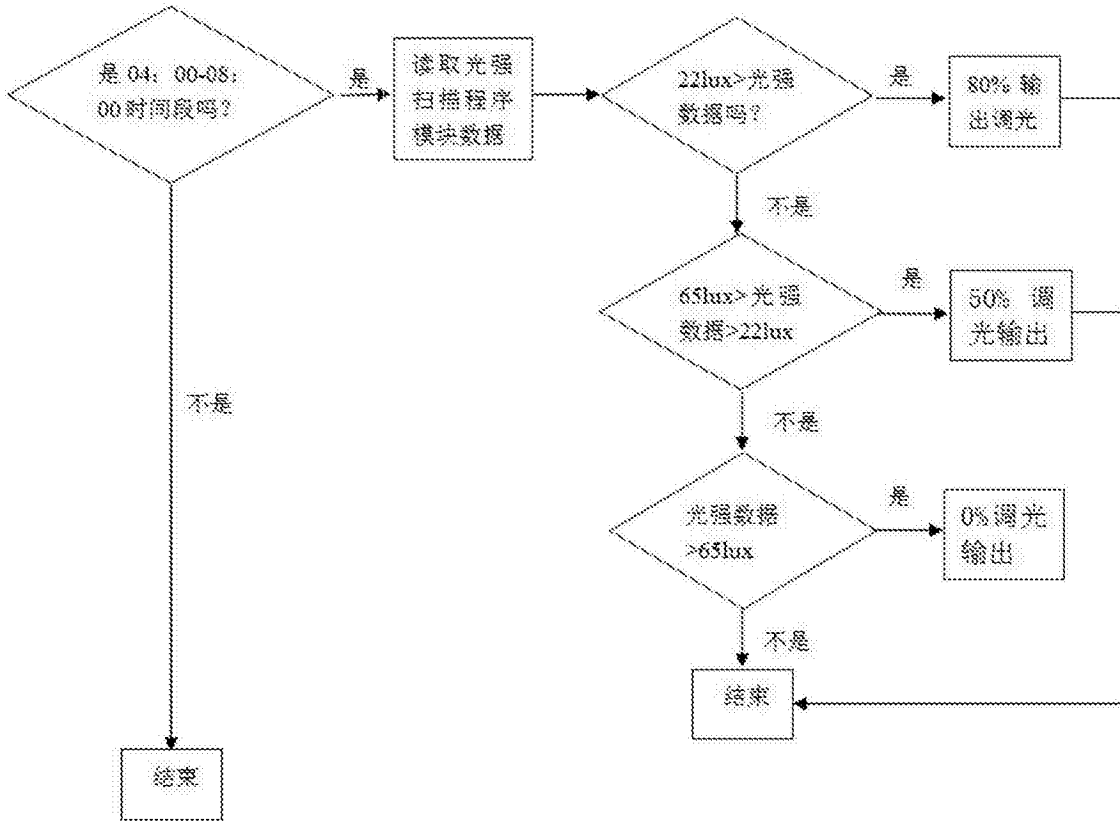 是 04：00-08：
00 时间段吗？
是
读取光强
扫档程序
模块数据
22lux>光强
数据吗？
是
80% 输
出调光
不是
65lux>光强
数据>22lux
是
50% 调
光输出
不是
不是
光强数据
>65lux
是
0%调光
输出
不是
结束
结束